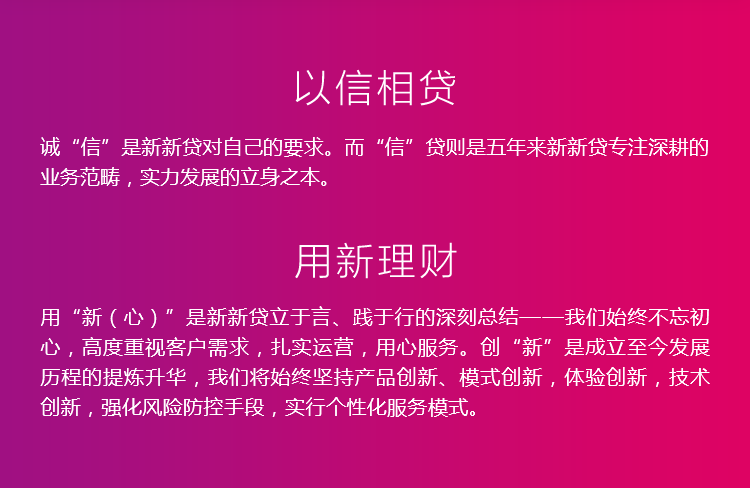 以信相贷
诚“信”是新新贷对自己的要求。而“信”贷则是五年来新新贷专注深耕的
业务范畴，实力发展的立身之本。
用新理财
用“新（心）”是新新贷立于言、践于行的深刻总结——我们始终不忘初
心，高度重视客户需求，扎实运营，用心服务。创“新”是成立至今发展
历程的提炼升华，我们将始终坚持产品创新、模式创新，体验创新，技术
创新，强化风险防控手段，实行个性化服务模式。